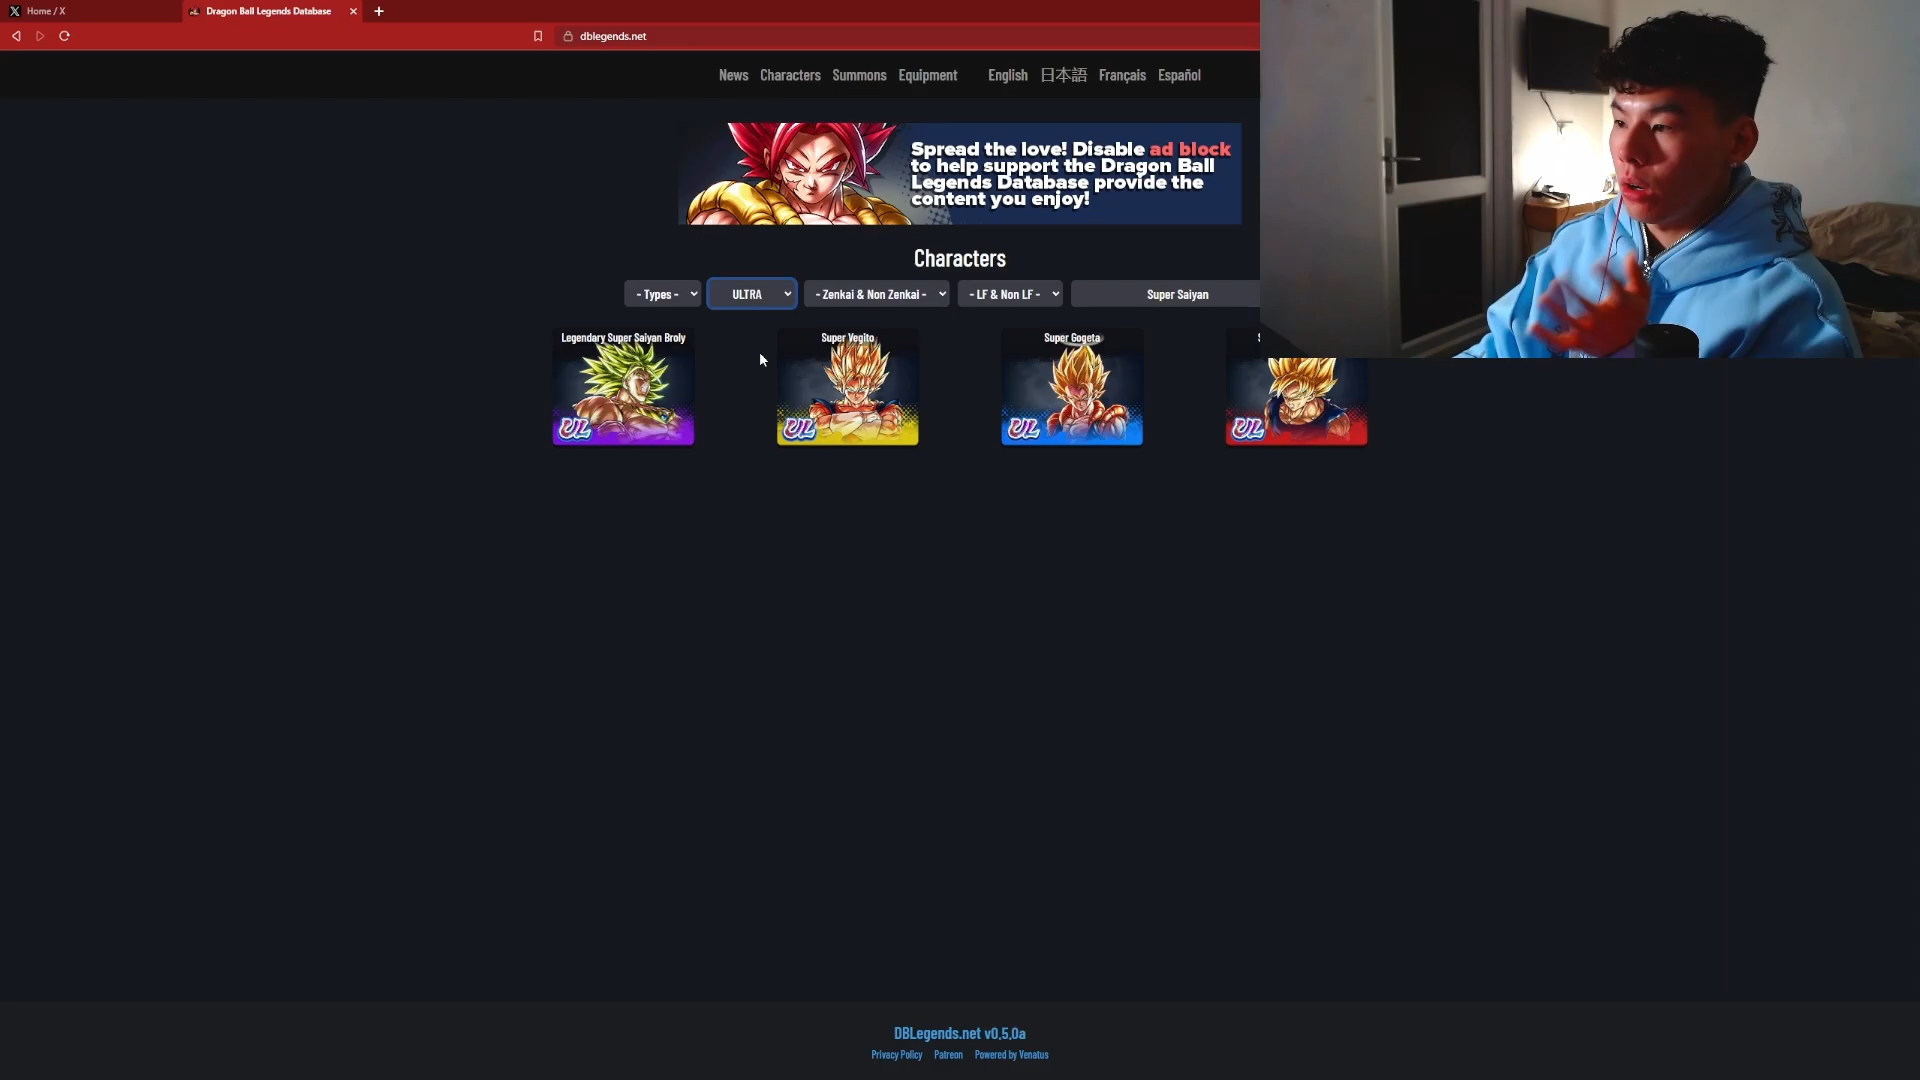 Home / X
Dragon Ball Legends Database
dblegends.net
News Characters Summons Equipment English 日本語 Français Español
Spread the love! Disable ad block
to help support the Dragon Ball
Legends Database provide the
content you enjoy!
Characters
- Types - ULTRA - Zenkai & Non Zenkai - - LF & Non LF - Super Saiyan
Legendary Super Saiyan Broly Super Vegito Super Gogeta
UL UL UL UL
DBLegends.net v0.5.0a
Privacy Policy Patreon Powered by Venatus